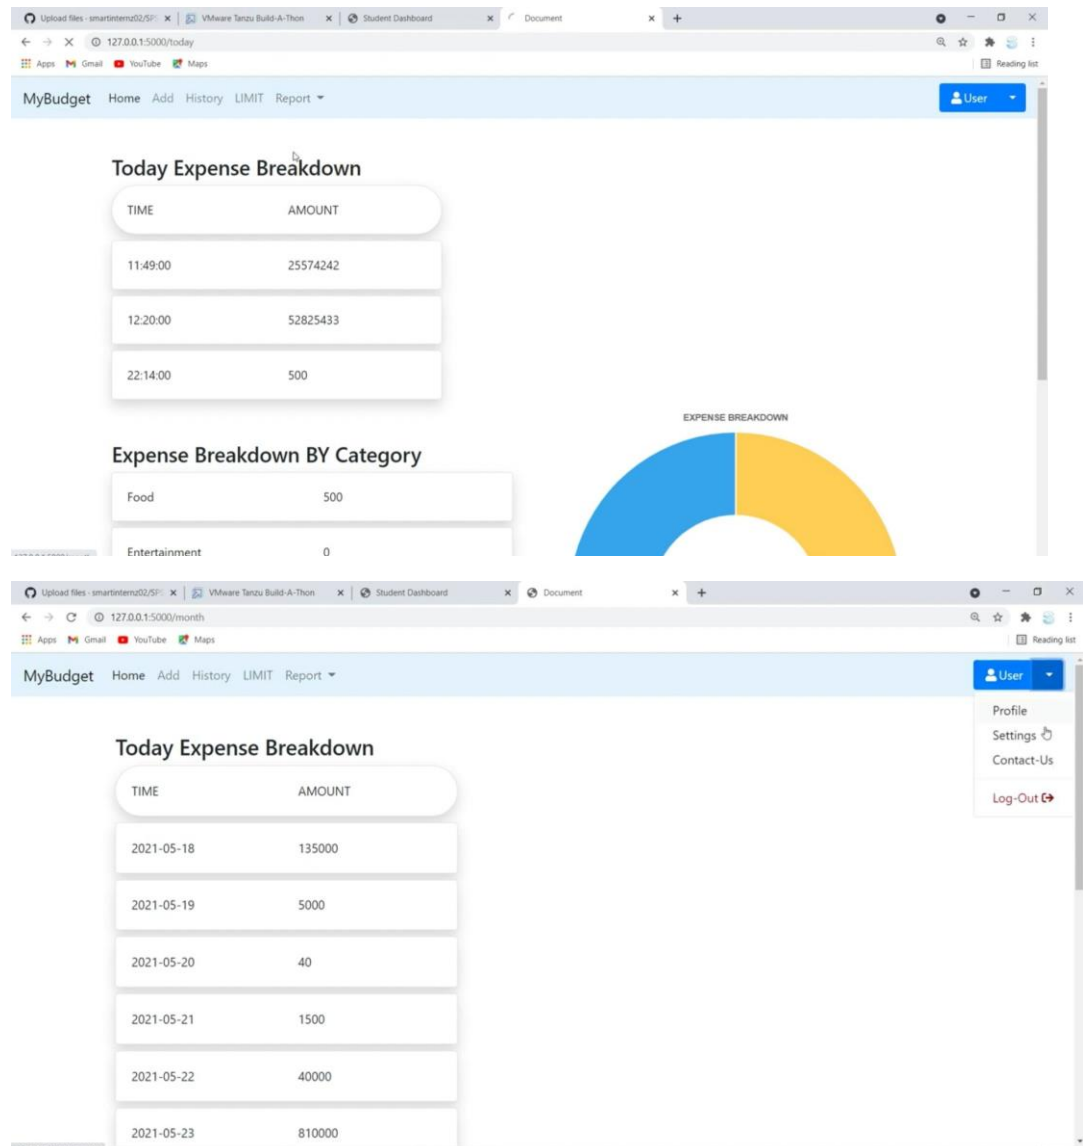 Upload files - smartinternz02/SPS VMware Tanzu Build-A-Thon Student Dashboard Document
127.0.0.1:5000/today
Apps Gmail YouTube Maps Reading list
MyBudget Home Add History LIMIT Report User
Today Expense Breakdown
TIME AMOUNT
11:49:00 25574242
12:20:00 52825433
22:14:00 500
EXPENSE BREAKDOWN
Expense Breakdown BY Category
Food 500
Entertainment 0
Upload files - smartinternz02/SPS VMware Tanzu Build-A-Thon Student Dashboard Document
127.0.0.1:5000/month
Apps Gmail YouTube Maps Reading list
MyBudget Home Add History LIMIT Report User
Profile
Settings
Contact-Us
Log-Out
Today Expense Breakdown
TIME AMOUNT
2021-05-18 135000
2021-05-19 5000
2021-05-20 40
2021-05-21 1500
2021-05-22 40000
2021-05-23 810000